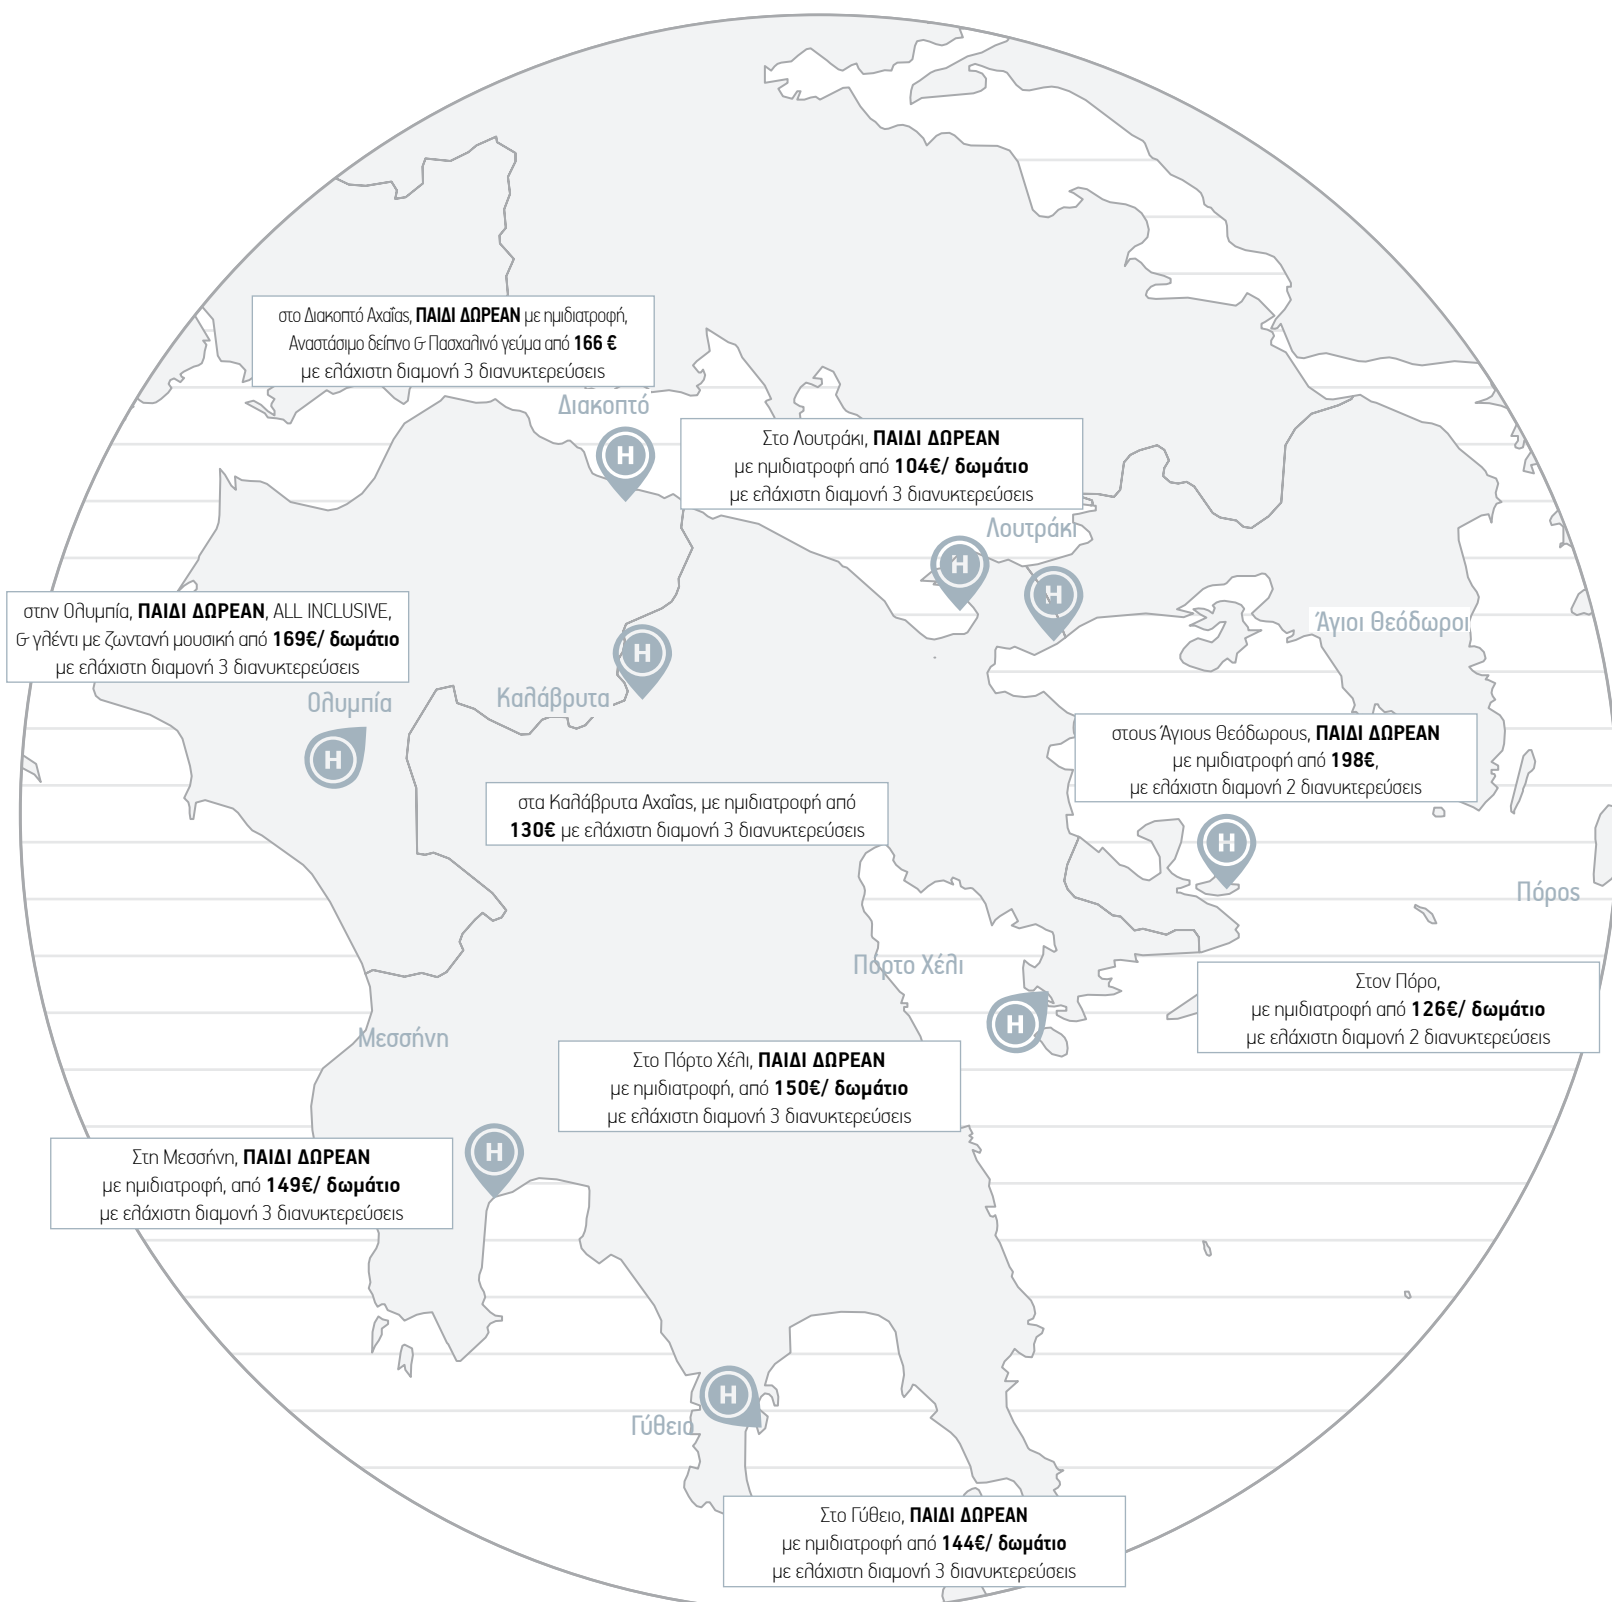 στο Διακοπτό Αχαΐας, ΠΑΙΔΙ ΔΩΡΕΑΝ με ημιδιατροφή,
Αναστάσιμο δείπνο & Πασχαλινό γεύμα από 166 €
με ελάχιστη διαμονή 3 διανυκτερεύσεις
Διακοπτό
H
Στο Λουτράκι, ΠΑΙΔΙ ΔΩΡΕΑΝ
με ημιδιατροφή από 104€/ δωμάτιο
με ελάχιστη διαμονή 3 διανυκτερεύσεις
Λουτράκι
H
H
στην Ολυμπία, ΠΑΙΔΙ ΔΩΡΕΑΝ, ALL INCLUSIVE,
& γλέντι με ζωντανή μουσική από 169€/ δωμάτιο
με ελάχιστη διαμονή 3 διανυκτερεύσεις
Ολυμπία
H
Καλάβρυτα
H
Άγιοι Θεόδωροι
στους Άγιους Θεόδωρους, ΠΑΙΔΙ ΔΩΡΕΑΝ
με ημιδιατροφή από 198€,
με ελάχιστη διαμονή 2 διανυκτερεύσεις
στα Καλάβρυτα Αχαΐας, με ημιδιατροφή από
130€ με ελάχιστη διαμονή 3 διανυκτερεύσεις
H
Πόρος
Πόρτο Χέλι
H
Στον Πόρο,
με ημιδιατροφή από 126€/ δωμάτιο
με ελάχιστη διαμονή 2 διανυκτερεύσεις
Μεσσήνη
Στο Πόρτο Χέλι, ΠΑΙΔΙ ΔΩΡΕΑΝ
με ημιδιατροφή, από 150€/ δωμάτιο
με ελάχιστη διαμονή 3 διανυκτερεύσεις
H
Στη Μεσσήνη, ΠΑΙΔΙ ΔΩΡΕΑΝ
με ημιδιατροφή, από 149€/ δωμάτιο
με ελάχιστη διαμονή 3 διανυκτερεύσεις
H
Γύθειο
Στο Γύθειο, ΠΑΙΔΙ ΔΩΡΕΑΝ
με ημιδιατροφή από 144€/ δωμάτιο
με ελάχιστη διαμονή 3 διανυκτερεύσεις